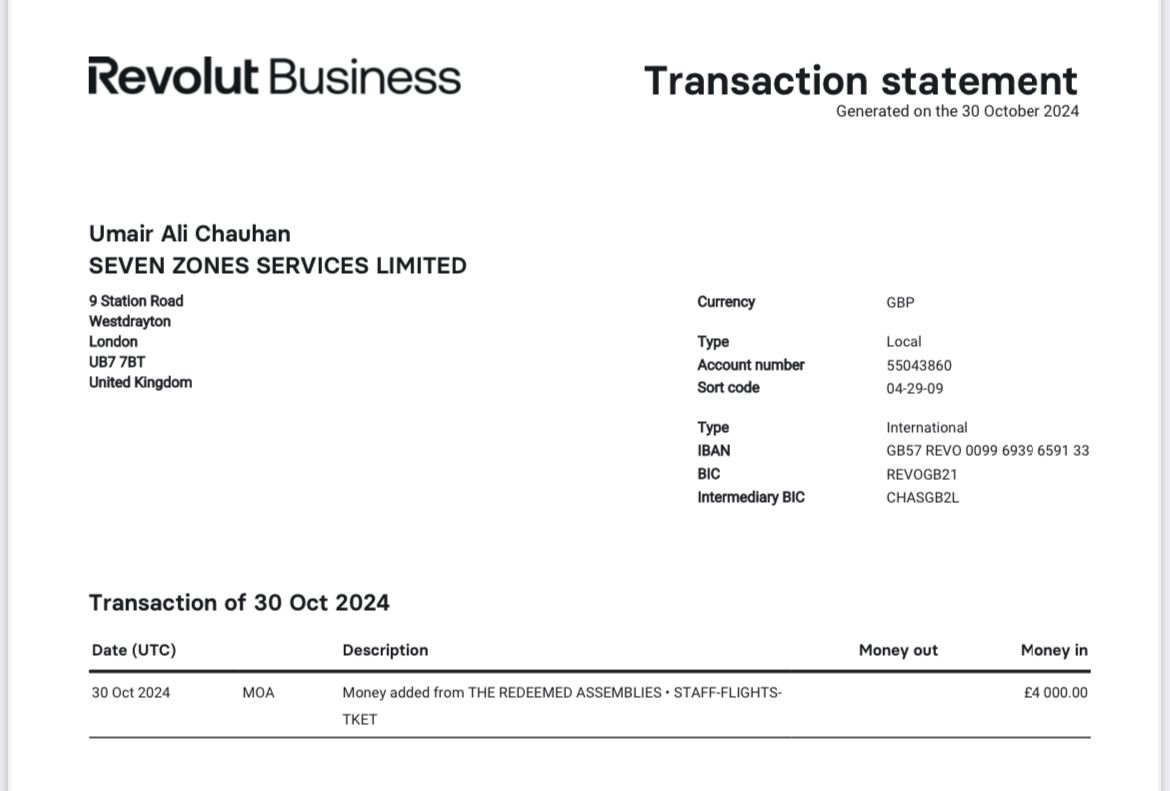 Revolut Business
Transaction statement
Generated on the 30 October 2024
Umair Ali Chauhan
SEVEN ZONES SERVICES LIMITED
9 Station Road
Westdrayton
London
UB7 7BT
United Kingdom
Currency GBP
Type Local
Account number 55043860
Sort code 04-29-09
Type International
IBAN GB57 REVO 0099 6939 6591 33
BIC REVOGB21
Intermediary BIC CHASGB2L
Transaction of 30 Oct 2024
Date (UTC) Description Money out Money in
30 Oct 2024 MOA Money added from THE REDEEMED ASSEMBLIES • STAFF-FLIGHTS- £4 000.00
TKET